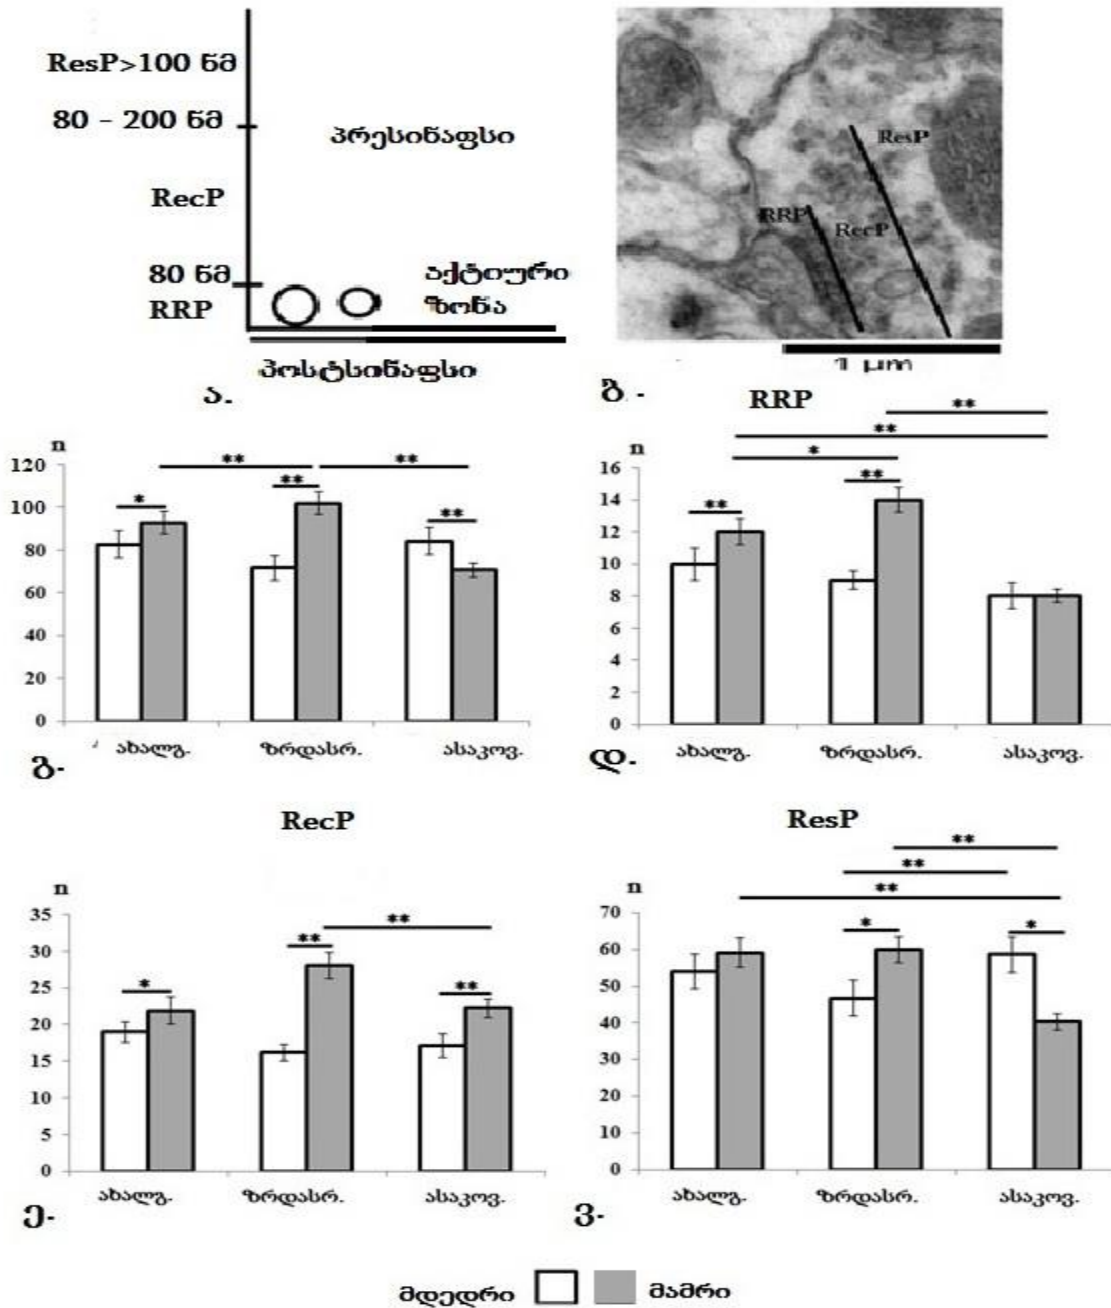 ResP>100 ნმ
80 – 200 ნმ
პრესინაფსი
RecP
80 ნმ
RRP
აქტიური
ზონა
პოსტსინაფსი
ა.
ResP
RRP
RecP
1 μm
ბ.
n
120
100
80
60
40
20
0
* ** ** ** **
ახალგ. ზრდასრ. ასაკოვ.
გ.
RRP
n
16
14
12
10
8
6
4
2
0
** ** * ** **
ახალგ. ზრდასრ. ასაკოვ.
დ.
RecP
n
35
30
25
20
15
10
5
0
* ** ** **
ახალგ. ზრდასრ. ასაკოვ.
ე.
ResP
n
70
60
50
40
30
20
10
0
** ** ** * *
ახალგ. ზრდასრ. ასაკოვ.
ვ.
მდედრი მამრი